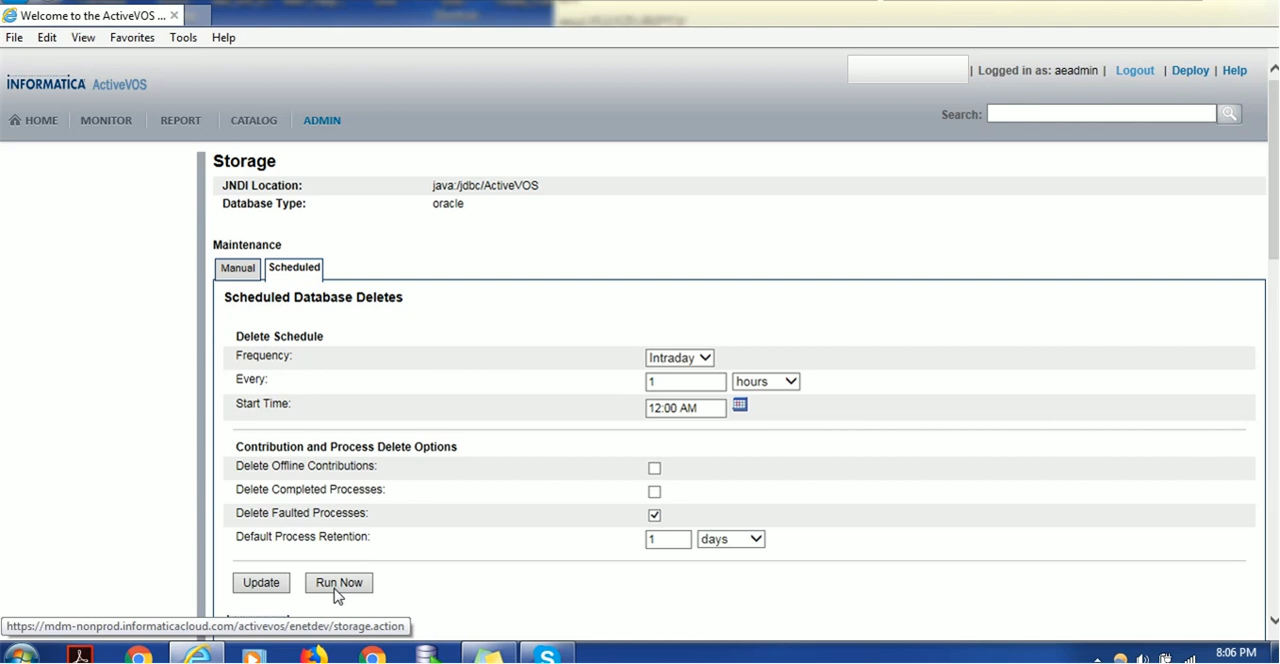 Welcome to the ActiveVOS ...
File Edit View Favorites Tools Help
INFORMATICA ActiveVOS
| Logged in as: aeadmin | Logout | Deploy | Help
HOME MONITOR REPORT CATALOG ADMIN
Search:
Storage
JNDI Location: java:/jdbc/ActiveVOS
Database Type: oracle
Maintenance
Manual Scheduled
Scheduled Database Deletes
Delete Schedule
Frequency: Intraday
Every: 1 hours
Start Time: 12:00 AM
Contribution and Process Delete Options
Delete Offline Contributions:
Delete Completed Processes:
Delete Faulted Processes:
Default Process Retention: 1 days
Update Run Now
https://mdm-nonprod.informaticacloud.com/activevos/enetdev/storage.action
8:06 PM